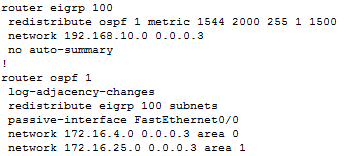 router eigrp 100
redistribute ospf 1 metric 1544 2000 255 1 1500
network 192.168.10.0 0.0.0.3
no auto-summary
!
router ospf 1
log-adjacency-changes
redistribute eigrp 100 subnets
passive-interface FastEthernet0/0
network 172.16.4.0 0.0.0.3 area 0
network 172.16.25.0 0.0.0.3 area 1